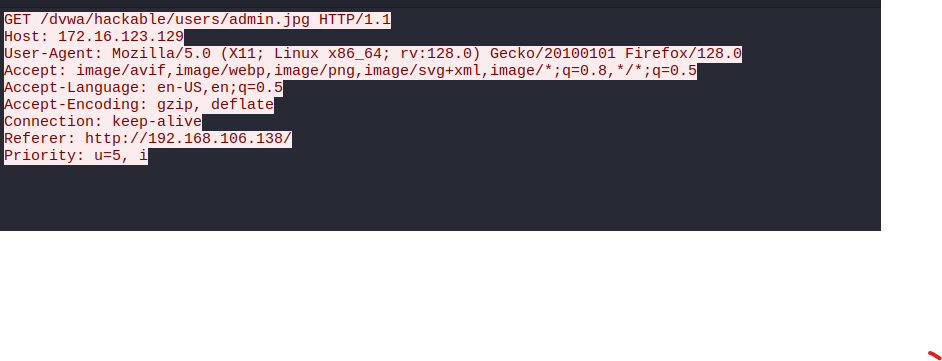 GET /dvwa/hackable/users/admin.jpg HTTP/1.1
Host: 172.16.123.129
User-Agent: Mozilla/5.0 (X11; Linux x86_64; rv:128.0) Gecko/20100101 Firefox/128.0
Accept: image/avif,image/webp,image/png,image/svg+xml,image/*;q=0.8,*/*;q=0.5
Accept-Language: en-US,en;q=0.5
Accept-Encoding: gzip, deflate
Connection: keep-alive
Referer: http://192.168.106.138/
Priority: u=5, i